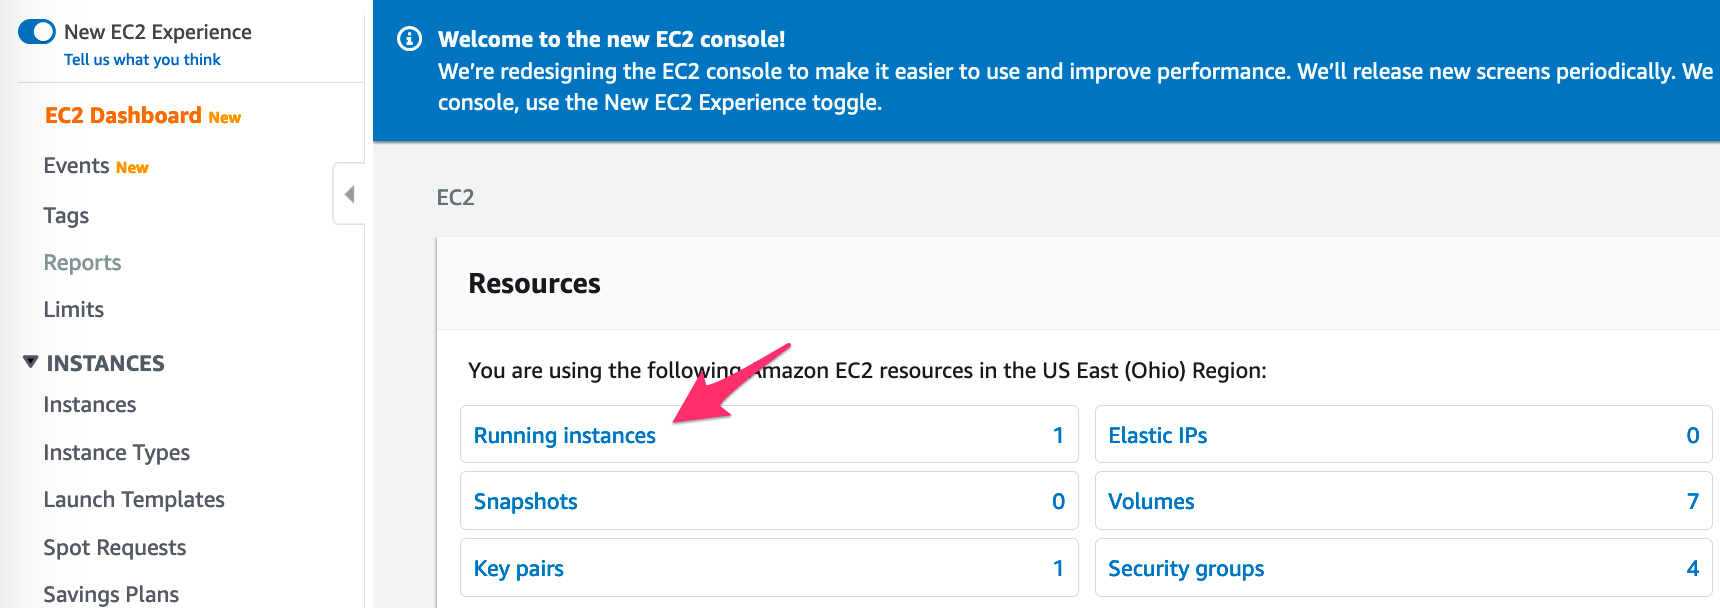 New EC2 Experience
Tell us what you think
EC2 Dashboard New
Events New
Tags
Reports
Limits
INSTANCES
Instances
Instance Types
Launch Templates
Spot Requests
Savings Plans
Welcome to the new EC2 console!
We're redesigning the EC2 console to make it easier to use and improve performance. We'll release new screens periodically. We
console, use the New EC2 Experience toggle.
EC2
Resources
You are using the following Amazon EC2 resources in the US East (Ohio) Region:
Running instances 1
Elastic IPs 0
Snapshots 0
Volumes 7
Key pairs 1
Security groups 4